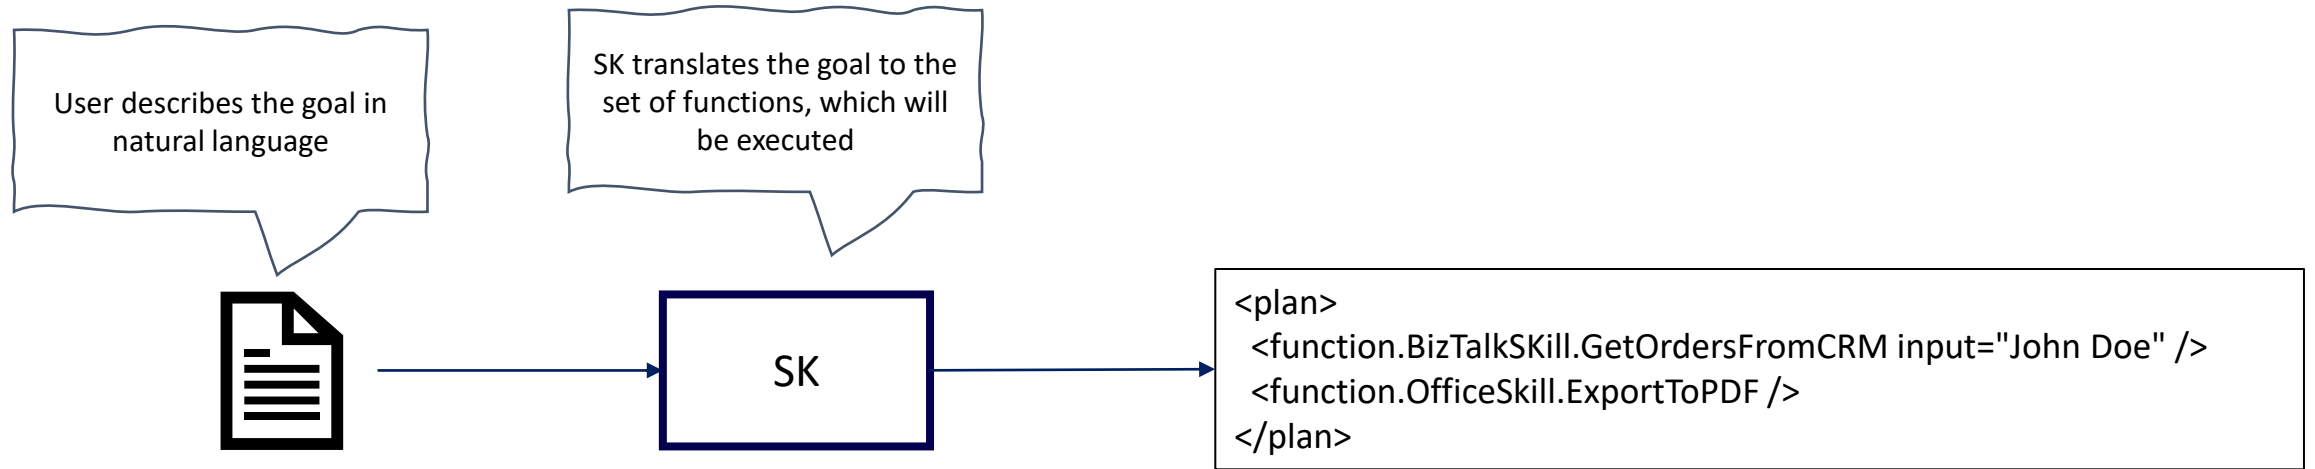 User describes the goal in
natural language
SK translates the goal to the
set of functions, which will
be executed
SK
<plan>
<function.BizTalkSKill.GetOrdersFromCRM input="John Doe" />
<function.OfficeSkill.ExportToPDF />
</plan>